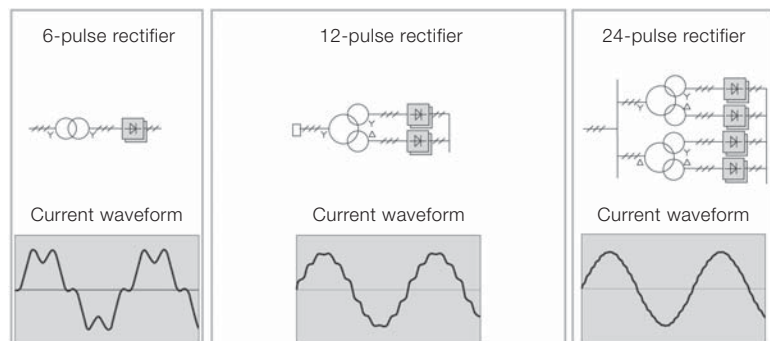 6-pulse rectifier
Current waveform
12-pulse rectifier
Current waveform
24-pulse rectifier
Current waveform